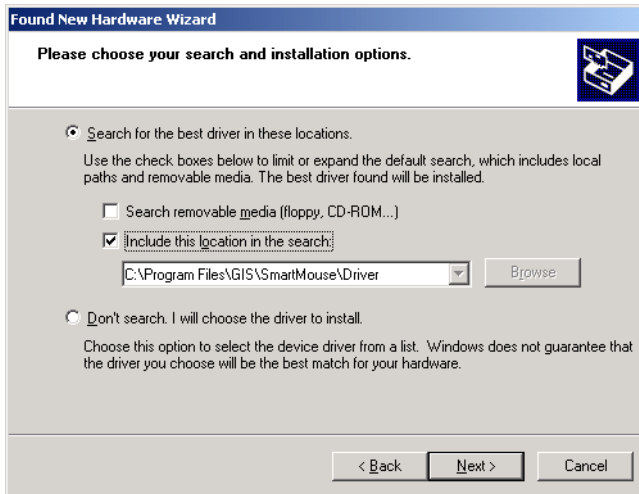 Found New Hardware Wizard
Please choose your search and installation options.
Search for the best driver in these locations.
Use the check boxes below to limit or expand the default search, which includes local
paths and removable media. The best driver found will be installed.
Search removable media (floppy, CD-ROM...)
Include this location in the search:
C:\Program Files\GIS\SmartMouse\Driver
Browse
Don't search. I will choose the driver to install.
Choose this option to select the device driver from a list. Windows does not guarantee that
the driver you choose will be the best match for your hardware.
< Back Next > Cancel